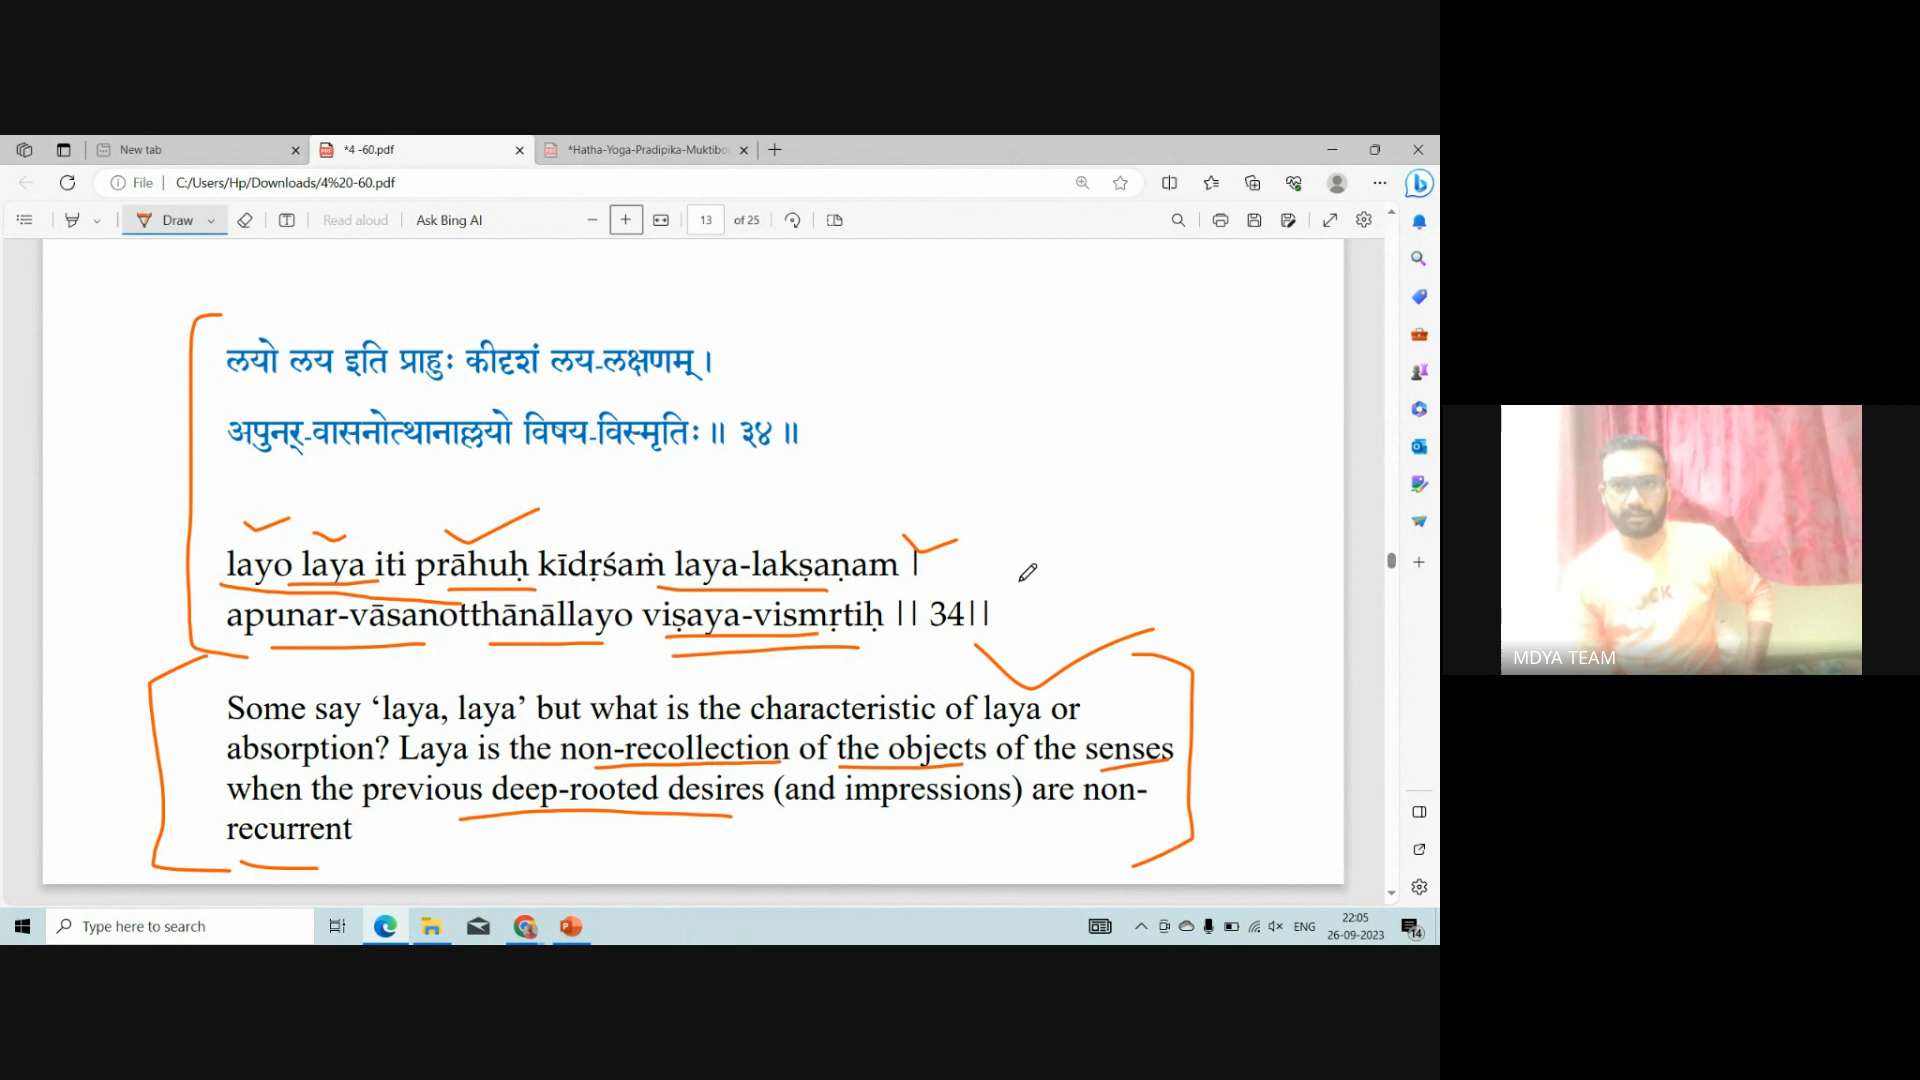 New tab
*4 -60.pdf
*Hatha-Yoga-Pradipika-Muktibo
File
C:/Users/Hp/Downloads/4%20-60.pdf
Draw
Read aloud
Ask Bing AI
13
of 25
लयो लय इति प्राहुः कीदृशं लय-लक्षणम् ।
अपुनर्-वासनोत्थानाल्लयो विषय-विस्मृतिः ॥ ३४ ॥
layo laya iti prāhuḥ kīdṛśaṁ laya-lakṣaṇam |
apunar-vāsanotthānāllayo viṣaya-vismṛtiḥ || 34||
Some say ‘laya, laya’ but what is the characteristic of laya or
absorption? Laya is the non-recollection of the objects of the senses
when the previous deep-rooted desires (and impressions) are non-
recurrent
CK
MDYA TEAM
Type here to search
ENG
22:05
26-09-2023
14